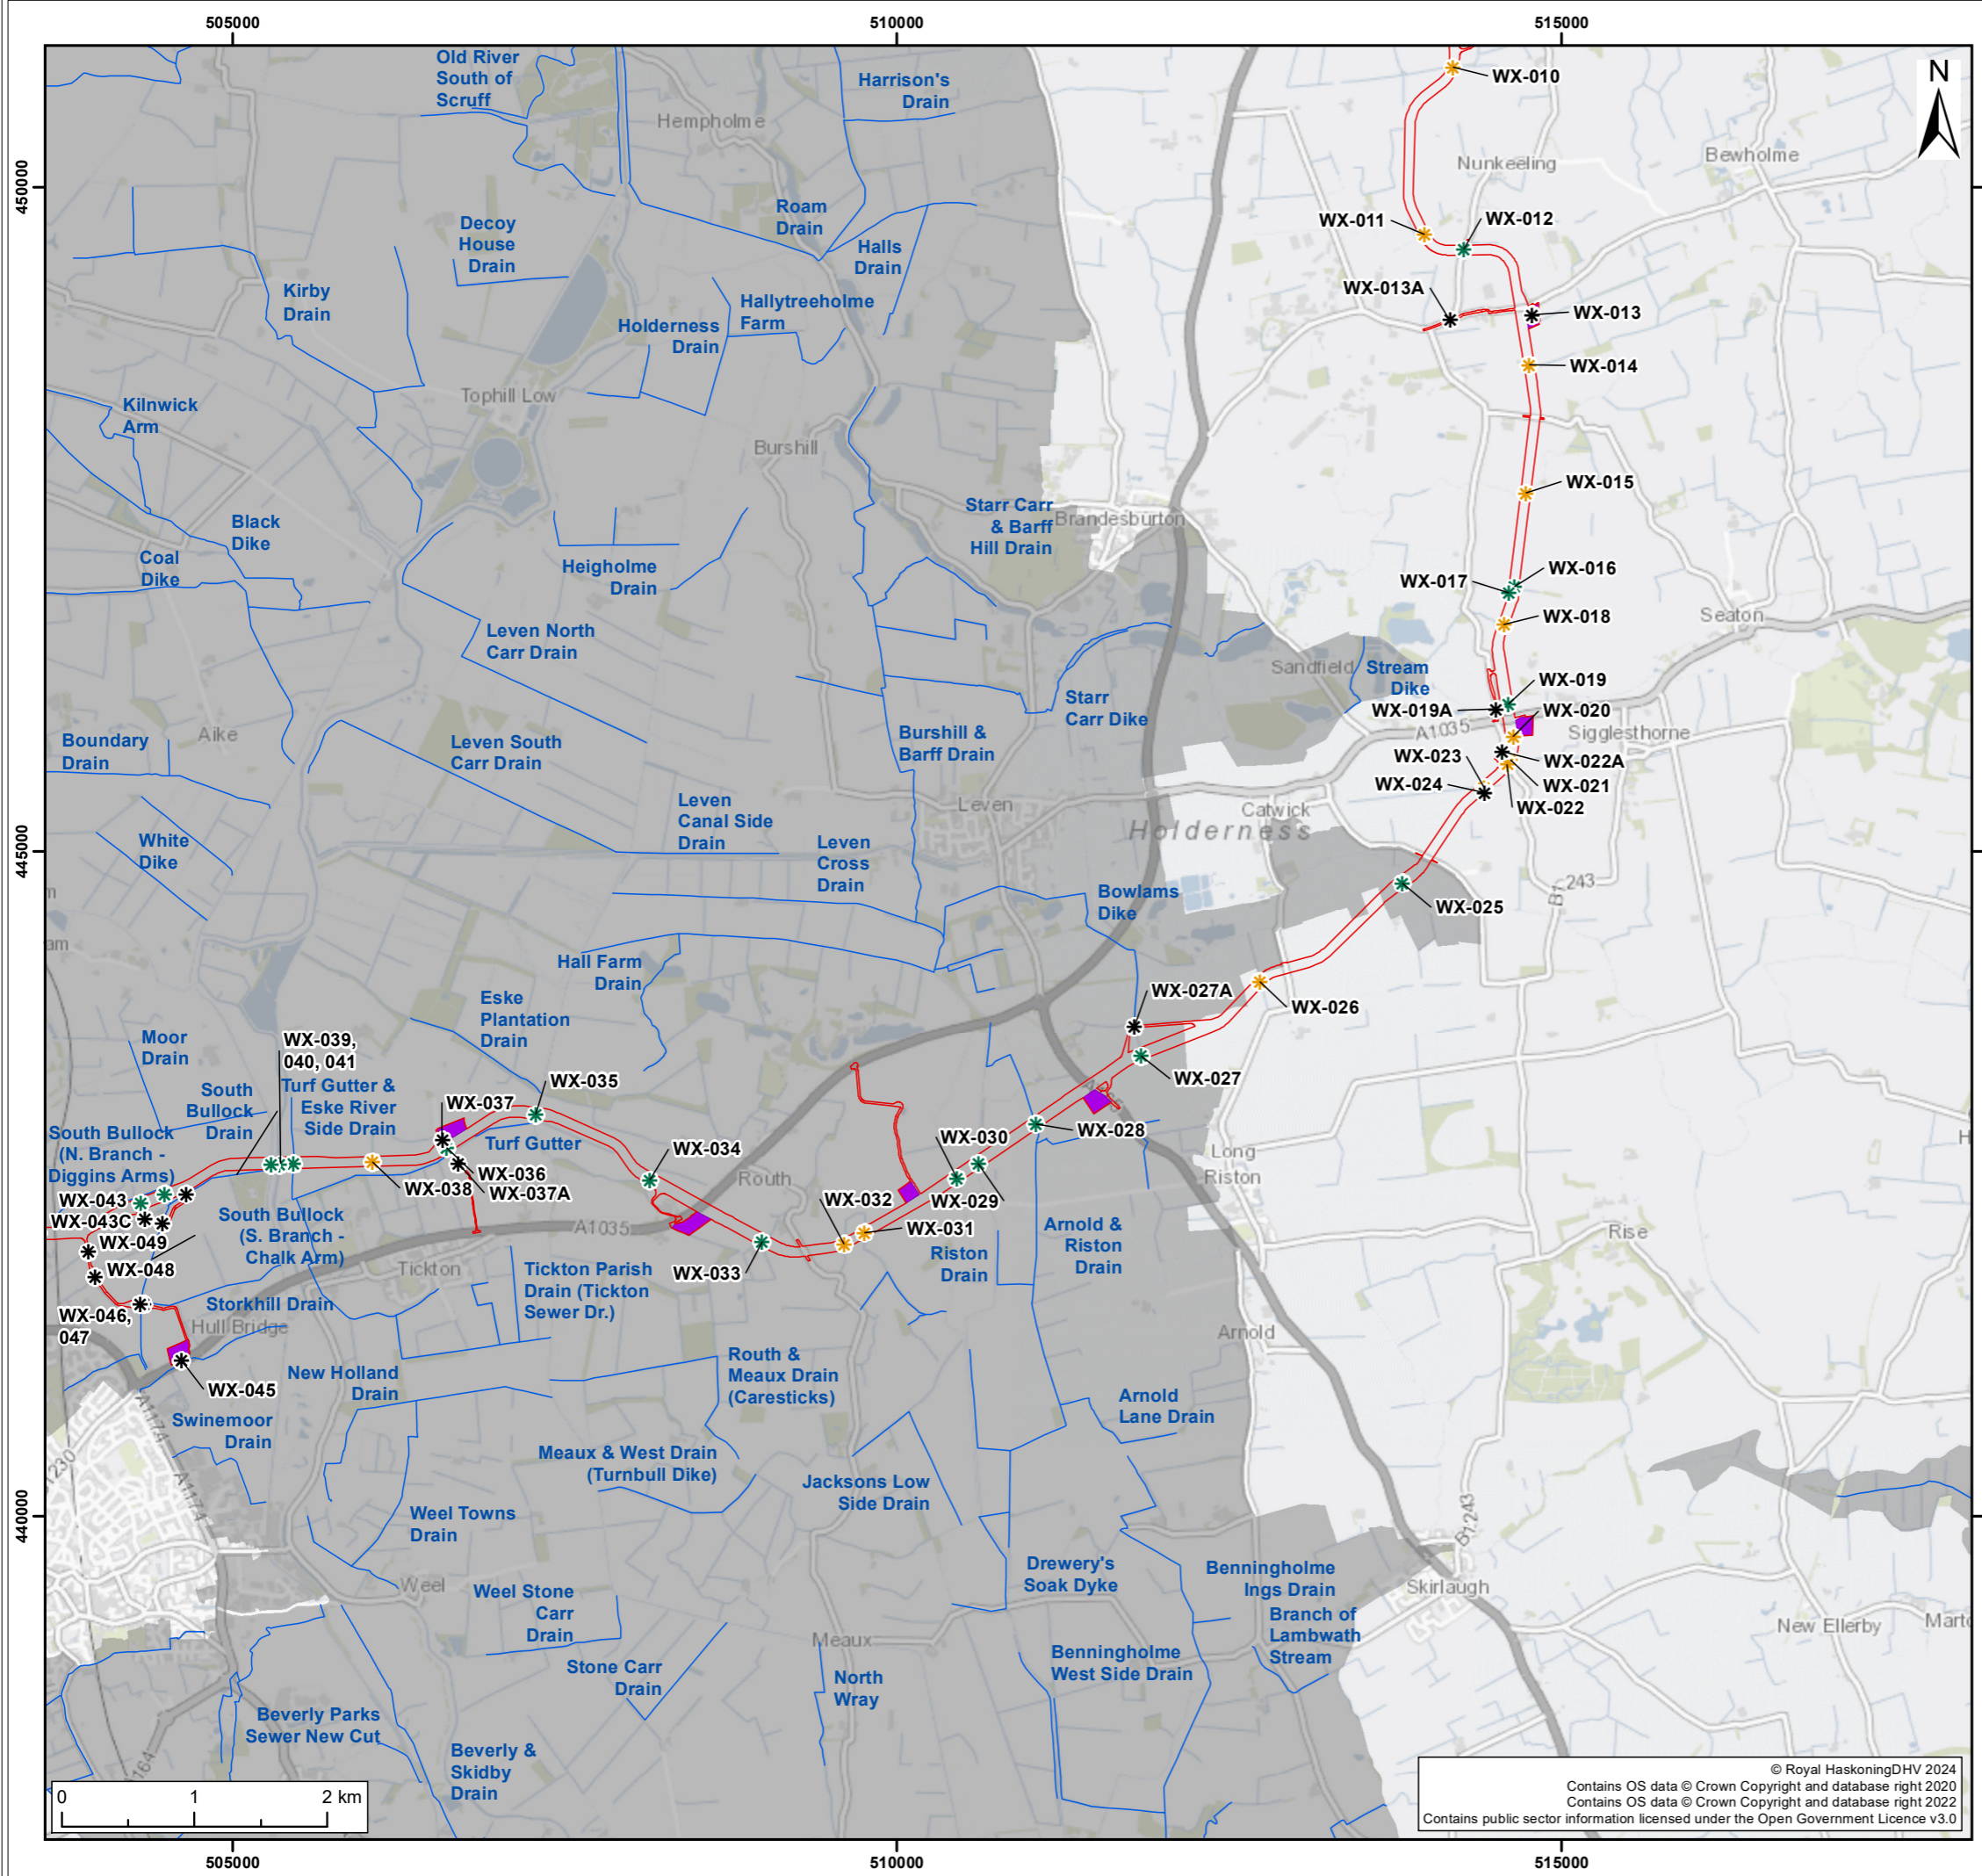 505000
510000
515000
Old River
South of
Scruff
Harrison's
Drain
Hempholme
WX-010
N
450000
Nunkeeling
Bewholme
Roam
Drain
Decoy
House
Drain
Halls
Drain
WX-011
WX-012
Kirby
Drain
Hallytreeholme
Farm
Holderness
Drain
WX-013A
WX-013
WX-014
Tophill Low
Kilnwick
Arm
Burshill
WX-015
Starr Carr
& Barff
Hill Drain
Brandesburton
Black
Dike
Coal
Dike
Heigholme
Drain
WX-016
WX-017
WX-018
Seaton
Leven North
Carr Drain
Sandfield
Stream
Dike
WX-019
WX-019A
WX-020
A1035
Sigglesthorne
Starr
Carr Dike
Burshill &
Barff Drain
Aike
Boundary
Drain
Leven South
Carr Drain
WX-023
WX-022A
WX-024
WX-021
WX-022
Leven
Canal Side
Drain
Leven
Catwick
Holderness
445000
White
Dike
Leven
Cross
Drain
Bowlams
Dike
B1243
WX-025
Hall Farm
Drain
Eske
Plantation
Drain
WX-027A
WX-026
Moor
Drain
WX-039,
040, 041
South
Bullock
Drain
Turf Gutter &
Eske River
Side Drain
WX-035
WX-027
WX-037
South Bullock
(N. Branch -
Diggins Arms)
Turf Gutter
WX-034
WX-030
WX-028
Long
Riston
WX-036
WX-037A
WX-038
Routh
WX-029
WX-032
WX-031
WX-043
WX-043C
WX-049
WX-048
South Bullock
(S. Branch -
Chalk Arm)
A1035
Tickton
Arnold &
Riston
Drain
Riston
Drain
Rise
WX-033
Tickton Parish
Drain (Tickton
Sewer Dr.)
WX-046,
047
Storkhill Drain
Hull Bridge
Arnold
Routh &
Meaux Drain
(Caresticks)
New Holland
Drain
WX-045
A1174
Swinemoor
Drain
Arnold
Lane Drain
Meaux & West Drain
(Turnbull Dike)
Jacksons Low
Side Drain
1230
A1174
440000
Weel Towns
Drain
B1243
Drewery's
Soak Dyke
Benningholme
Ings Drain
Skirlaugh
Weel
Weel Stone
Carr
Drain
Branch of
Lambwath
Stream
New Ellerby
Marto
Meaux
Benningholme
West Side Drain
Stone Carr
Drain
North
Wray
Beverly Parks
Sewer New Cut
Beverly &
Skidby
Drain
164
0 1 2 km
© Royal HaskoningDHV 2024
Contains OS data © Crown Copyright and database right 2020
Contains OS data © Crown Copyright and database right 2022
Contains public sector information licensed under the Open Government Licence v3.0
505000
510000
515000